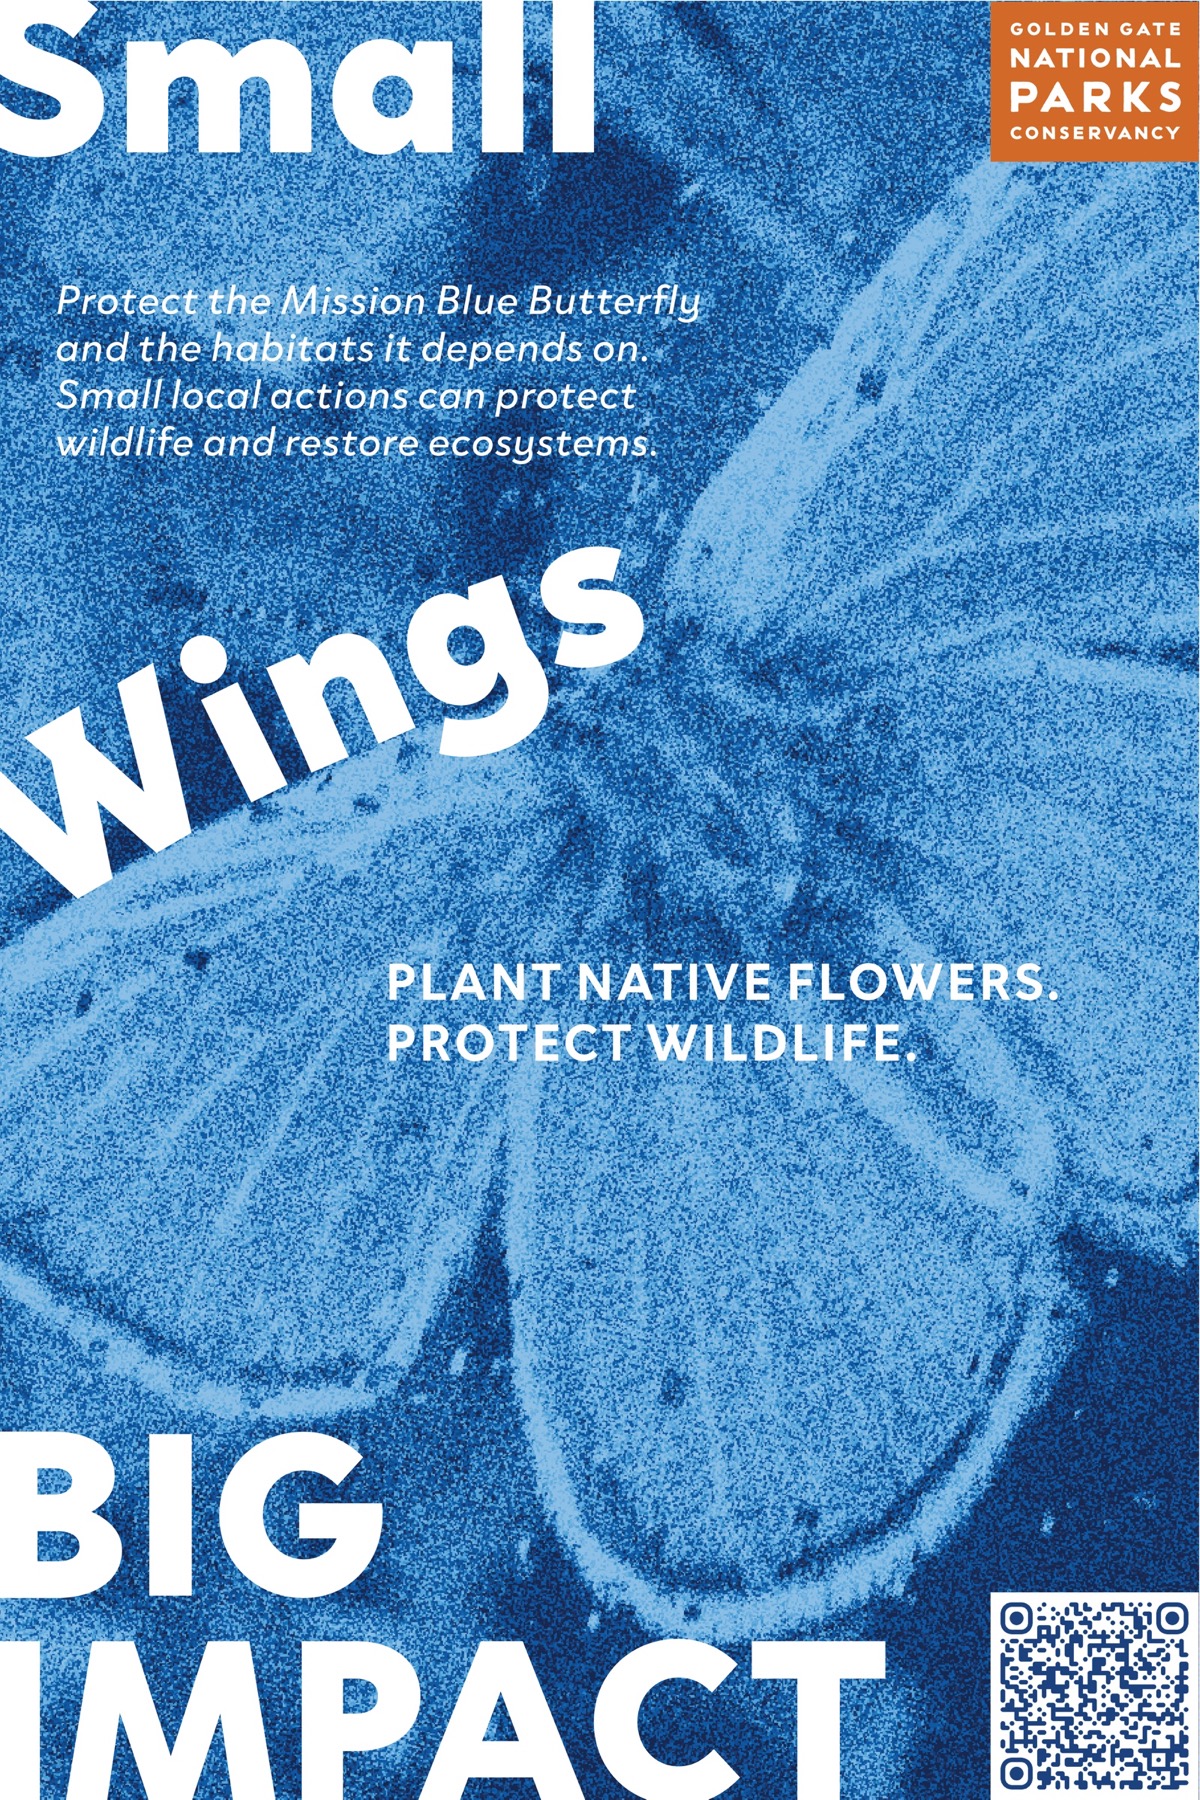 Small
GOLDEN GATE
NATIONAL
PARKS
CONSERVANCY
Protect the Mission Blue Butterfly
and the habitats it depends on.
Small local actions can protect
wildlife and restore ecosystems.
Wings
PLANT NATIVE FLOWERS.
PROTECT WILDLIFE.
BIG
IMPACT